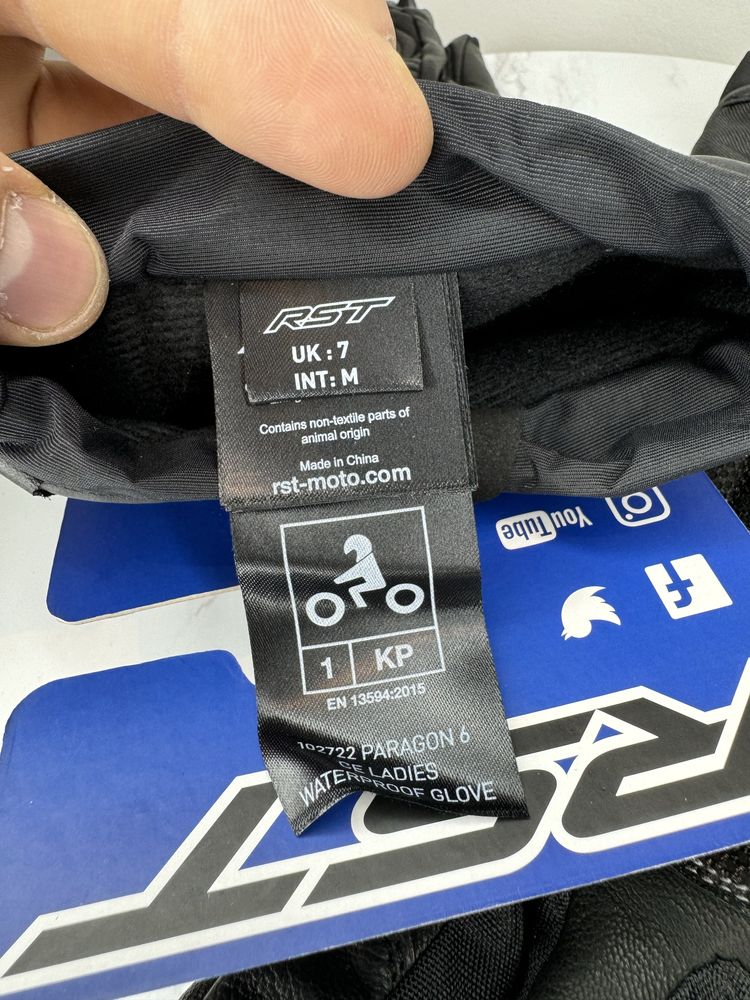 RST
UK : 7
INT: M
Contains non-textile parts of
animal origin
Made in China
rst-moto.com
1 KP
EN 13594:2015
102722 PARAGON 6
CE LADIES
WATERPROOF GLOVE
YouTube
RST